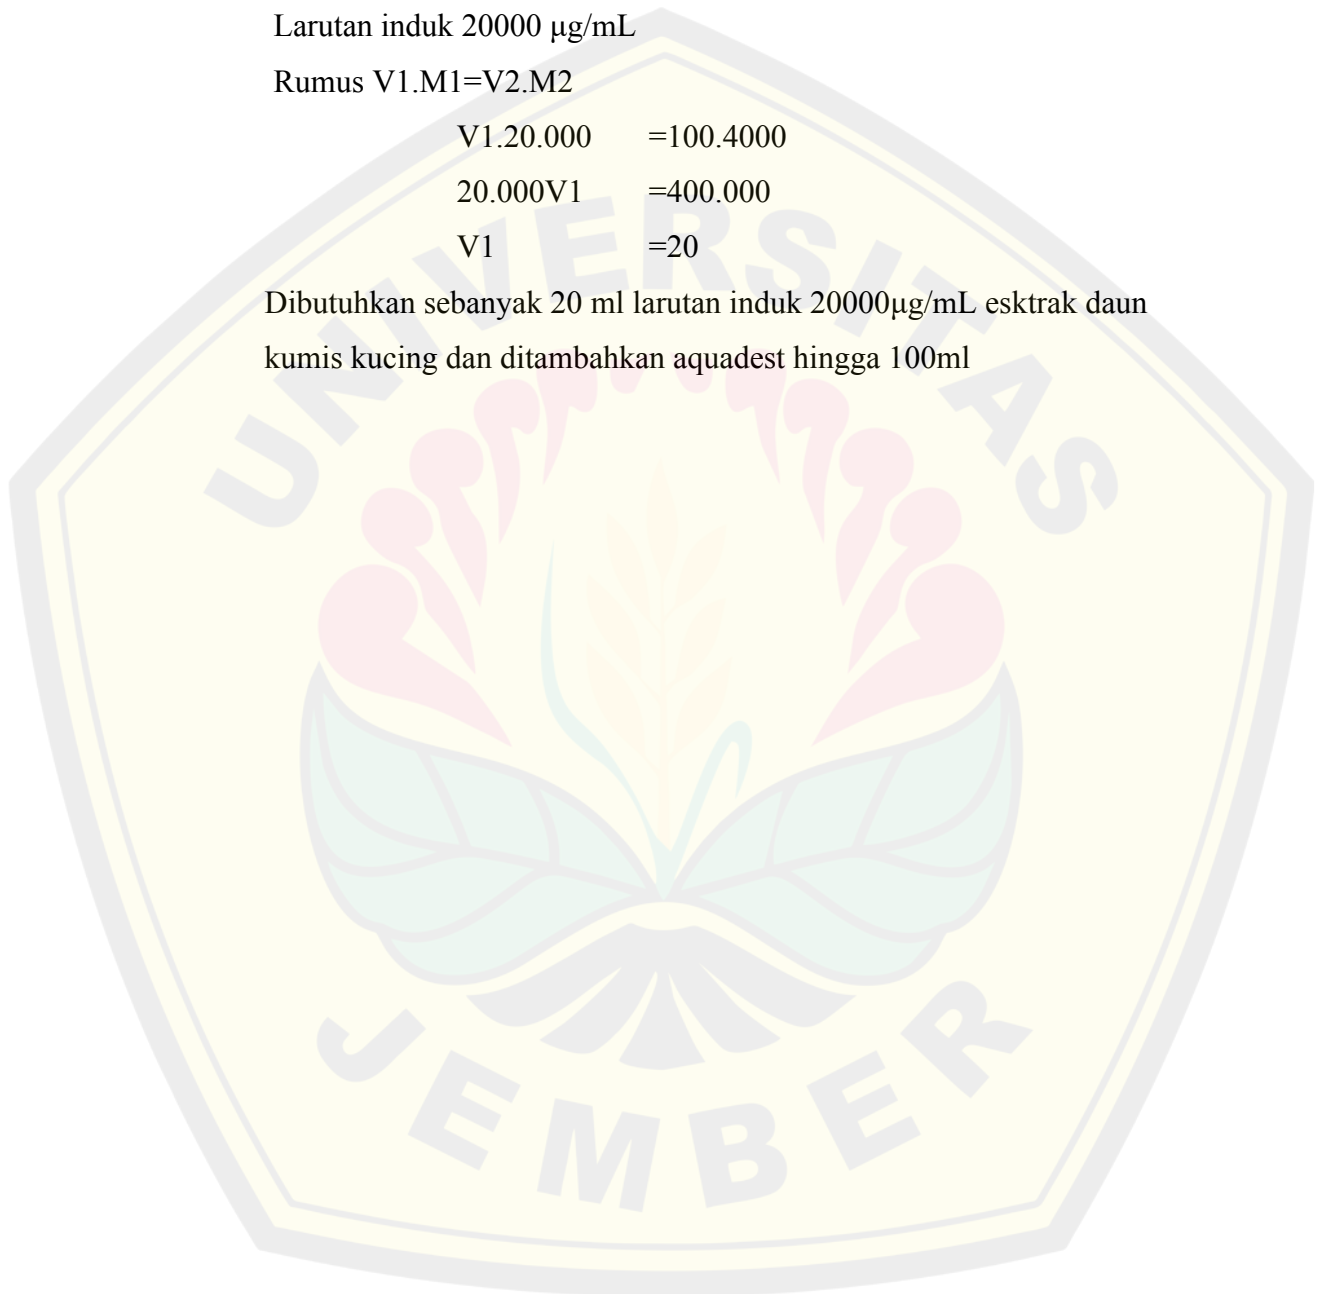 Larutan induk 20000 μg/mL
Rumus V1.M1=V2.M2
V1.20.000 =100.4000
20.000V1 =400.000
V1 =20
Dibutuhkan sebanyak 20 ml larutan induk 20000μg/mL esktrak daun
kumis kucing dan ditambahkan aquadest hingga 100ml
UNIVERSITAS
JEMBER